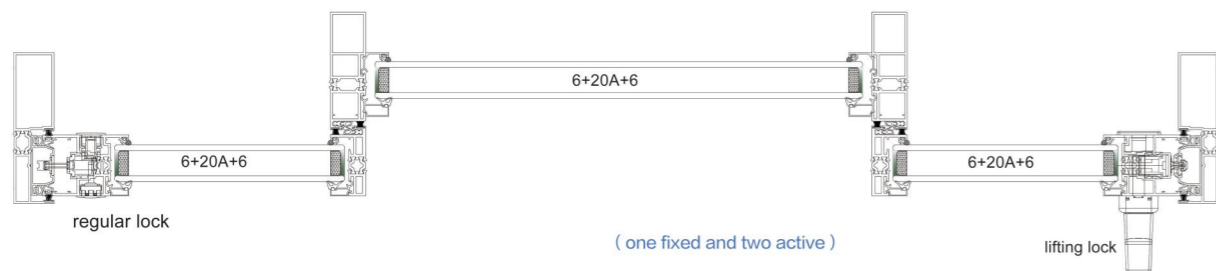 6+20A+6
6+20A+6
6+20A+6
regular lock
( one fixed and two active )
lifting lock